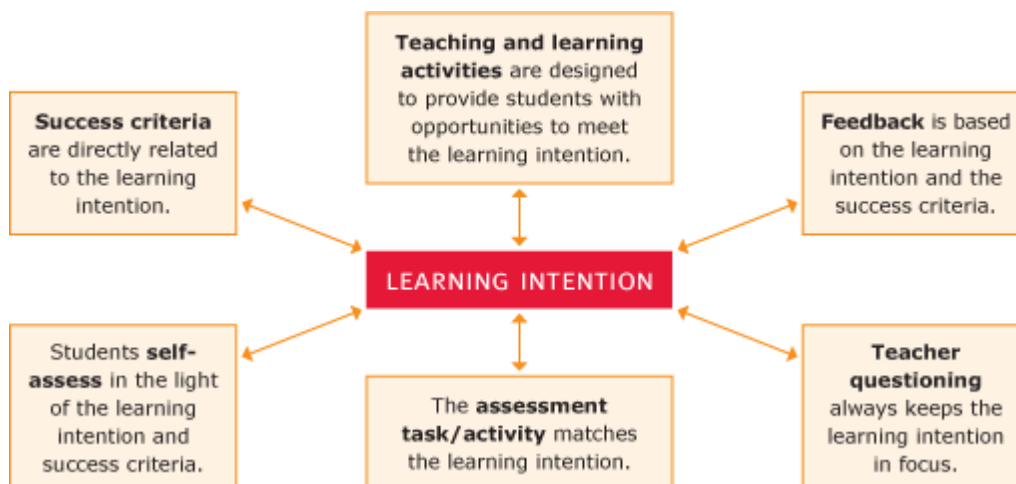 Teaching and learning
activities are designed
to provide students with
opportunities to meet
the learning intention.
Success criteria
are directly related
to the learning
intention.
Feedback is based
on the learning
intention and the
success criteria.
LEARNING INTENTION
Students self-
assess in the light
of the learning
intention and
success criteria.
The assessment
task/activity matches
the learning intention.
Teacher
questioning
always keeps the
learning intention
in focus.